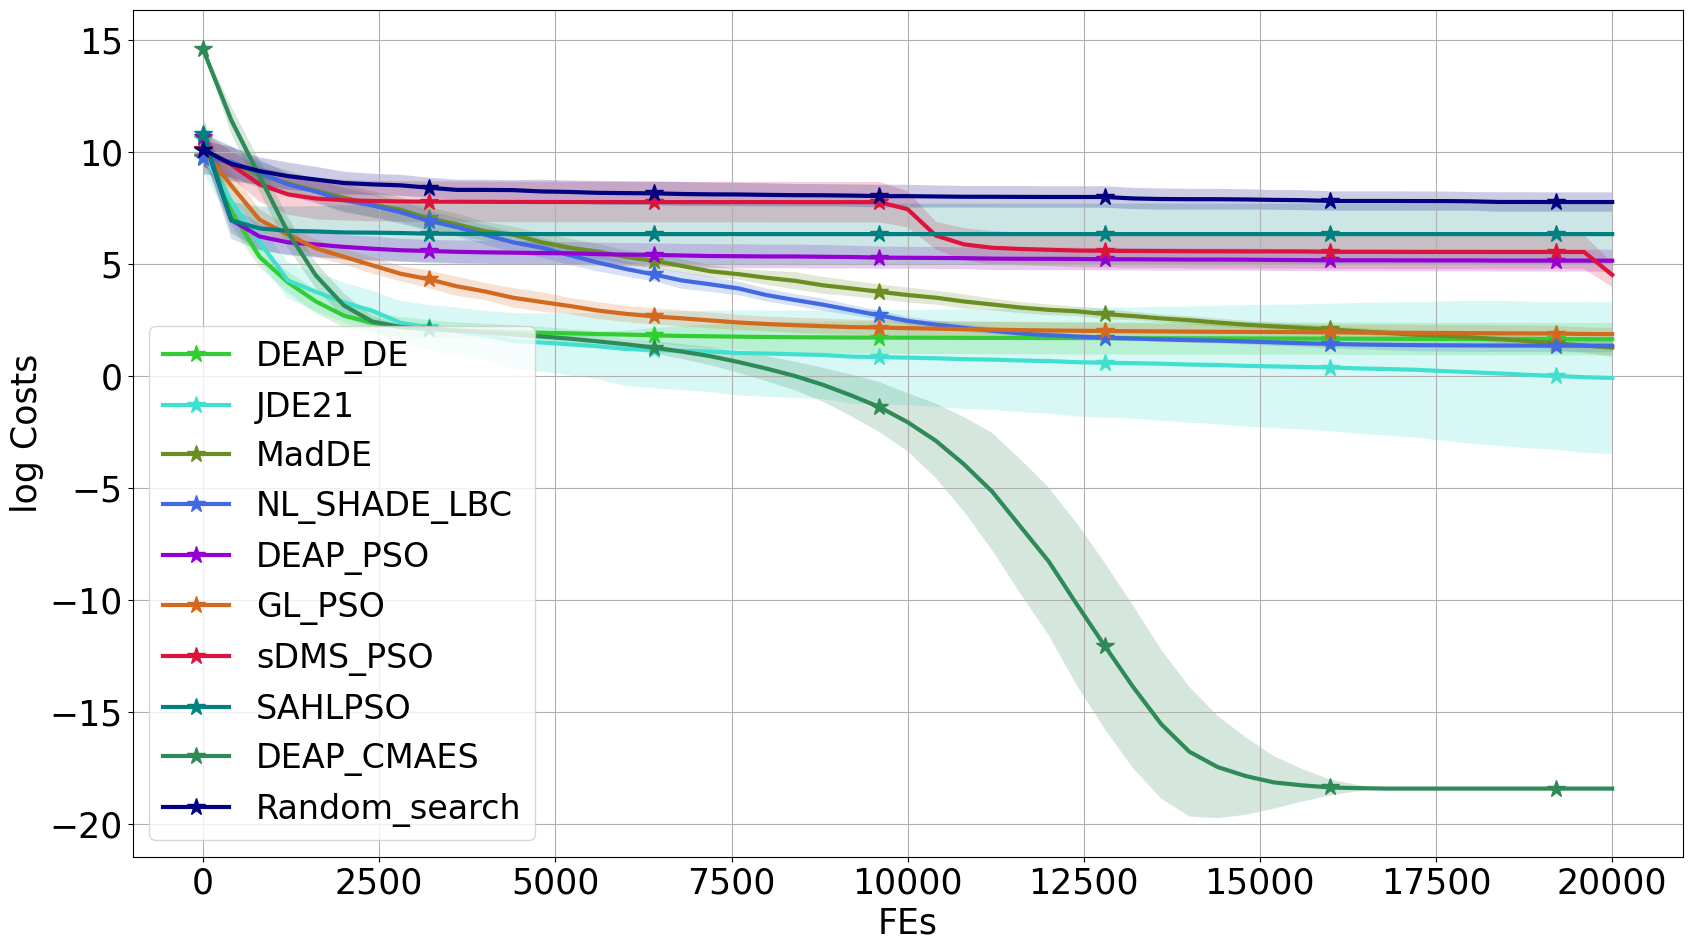 15
10
5
0
−5
−10
−15
−20
log Costs
DEAP_DE
JDE21
MadDE
NL_SHADE_LBC
DEAP_PSO
GL_PSO
sDMS_PSO
SAHLPSO
DEAP_CMAES
Random_search
0 2500 5000 7500 10000 12500 15000 17500 20000
FEs